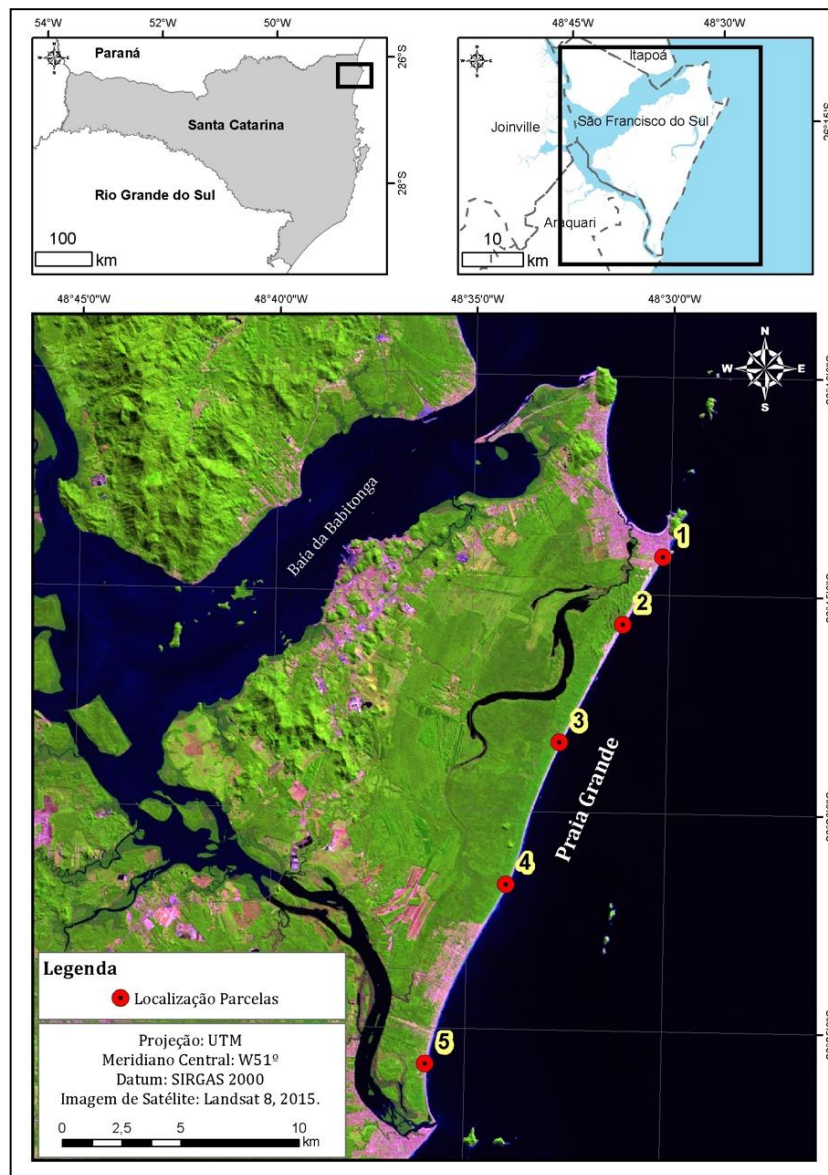 54°W 52°W 50°W
Paraná
Santa Catarina
Rio Grande do Sul
26°S
28°S
100
km
48°45'W 48°30'W
Itapoá
São Francisco do Sul
Joinville
Araquari
26°15'S
10
km
48°45'0"W 48°40'0"W 48°35'0"W 48°30'0"W
N
W E
S
Baía da Babitonga
1
2
3
Praia Grande
4
5
Legenda
Localização Parcelas
Projeção: UTM
Meridiano Central: W51º
Datum: SIRGAS 2000
Imagem de Satélite: Landsat 8, 2015.
0 2,5 5 10
km